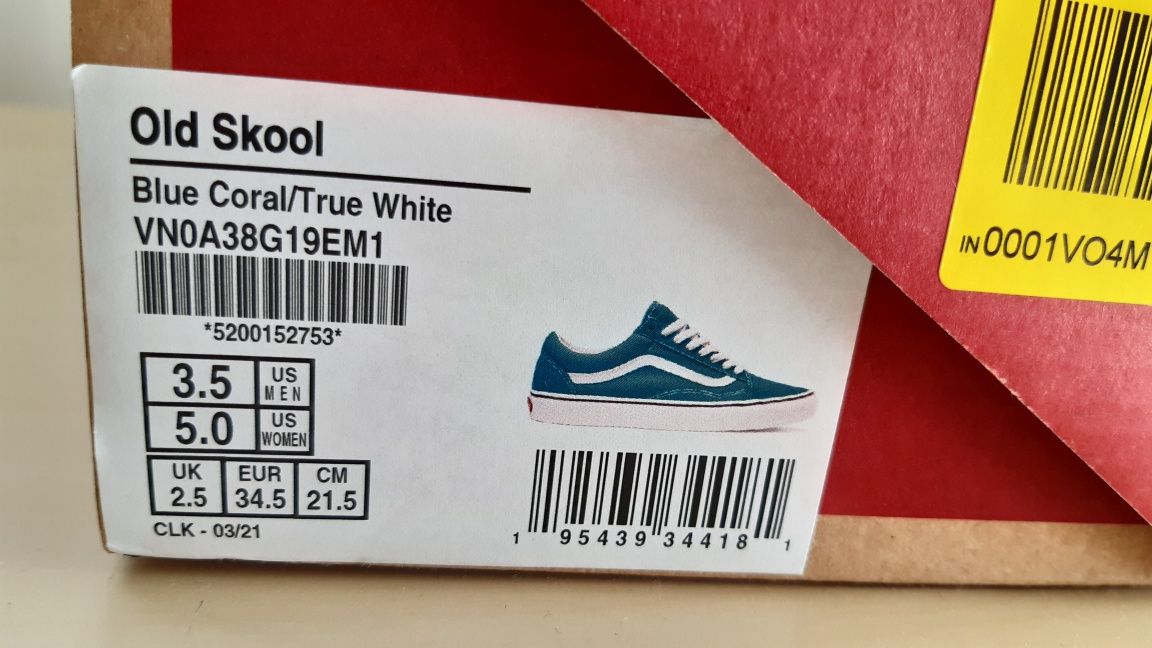 Old Skool
Blue Coral/True White
VN0A38G19EM1
*5200152753*
3.5 US MEN
5.0 US WOMEN
UK EUR CM
2.5 34.5 21.5
CLK - 03/21
1 95439 34418 1
IN0001VO4M